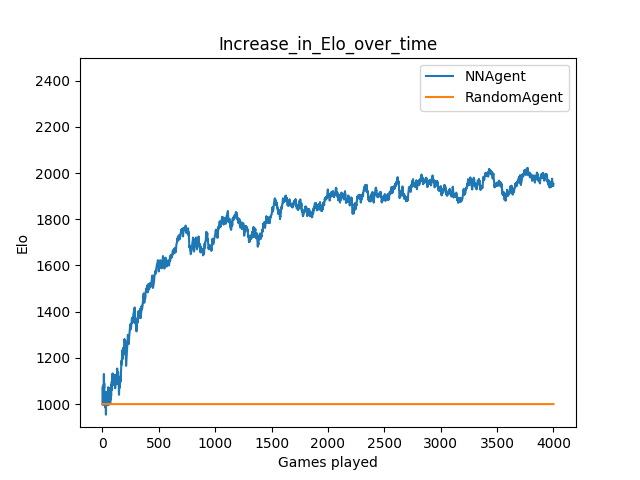 Increase_in_Elo_over_time
NNAgent
RandomAgent
2400
2200
2000
1800
1600
1400
1200
1000
Elo
0 500 1000 1500 2000 2500 3000 3500 4000
Games played